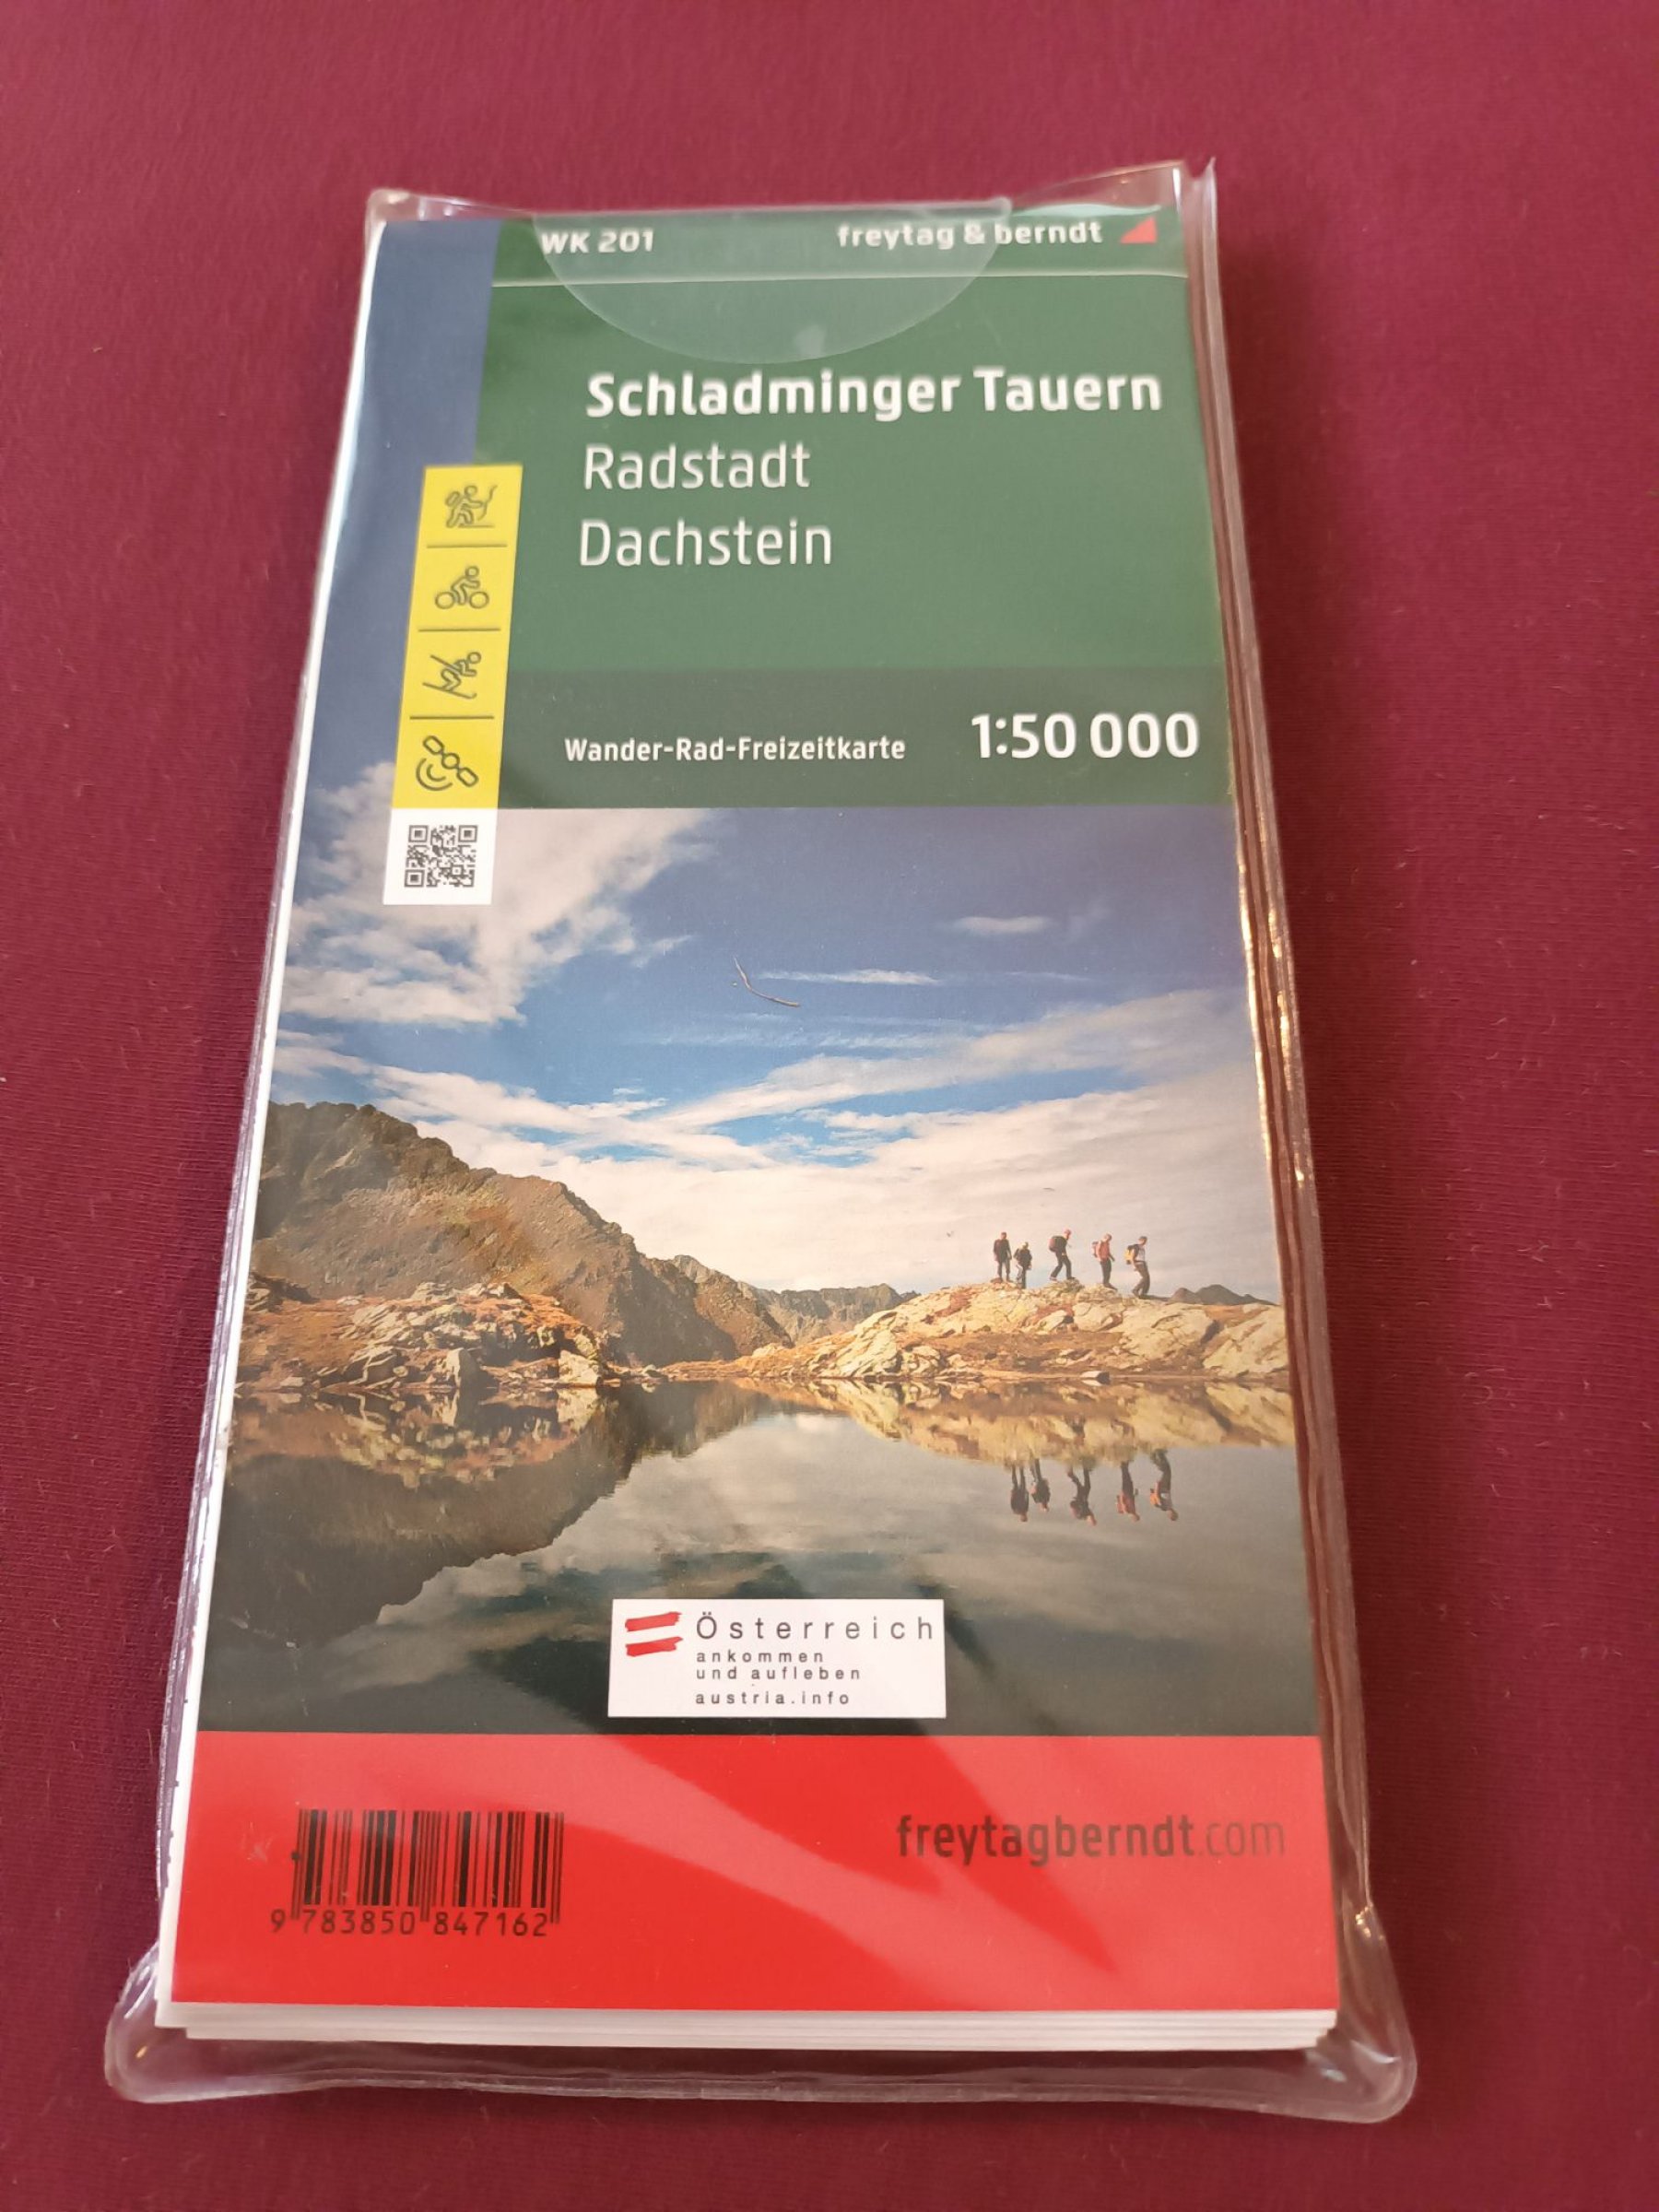 WK 201
freytag & berndt
Schladminger Tauern
Radstadt
Dachstein
Wander-Rad-Freizeitkarte
1:50 000
Österreich
ankommen
und aufleben
austria.info
freytagberndt.com
9 783850 847162